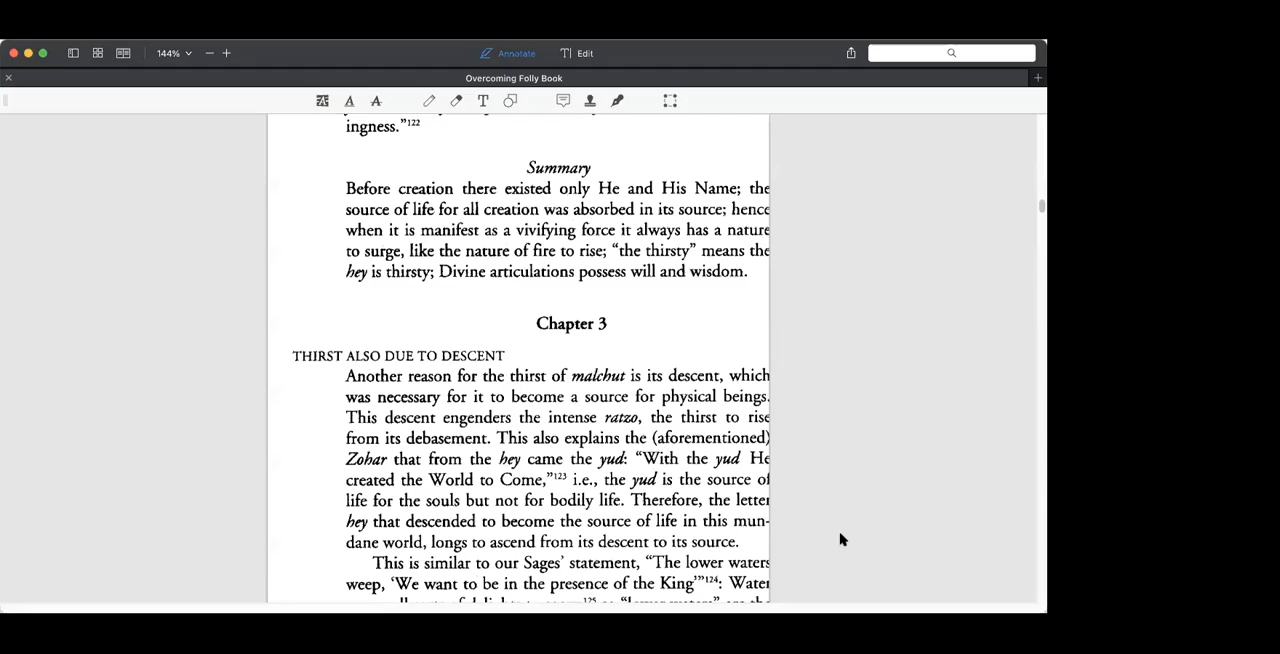 144%
Annotate
Edit
Overcoming Folly Book
ingness."122
Summary
Before creation there existed only He and His Name; the
source of life for all creation was absorbed in its source; hence
when it is manifest as a vivifying force it always has a nature
to surge, like the nature of fire to rise; "the thirsty" means the
hey is thirsty; Divine articulations possess will and wisdom.
Chapter 3
THIRST ALSO DUE TO DESCENT
Another reason for the thirst of malchut is its descent, which
was necessary for it to become a source for physical beings.
This descent engenders the intense ratzo, the thirst to rise
from its debasement. This also explains the (aforementioned)
Zohar that from the hey came the yud: "With the yud He
created the World to Come,"123 i.e., the yud is the source of
life for the souls but not for bodily life. Therefore, the letter
hey that descended to become the source of life in this mun-
dane world, longs to ascend from its descent to its source.
This is similar to our Sages' statement, "The lower waters
weep, 'We want to be in the presence of the King'"124: Water